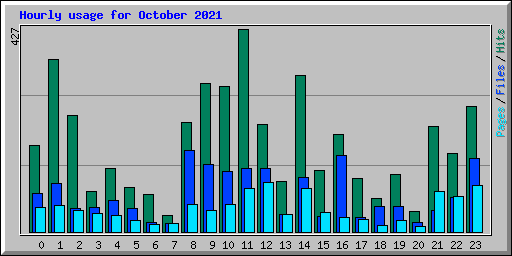 Hourly usage for October 2021
427
Pages/Files/Hits
0 1 2 3 4 5 6 7 8 9 10 11 12 13 14 15 16 17 18 19 20 21 22 23